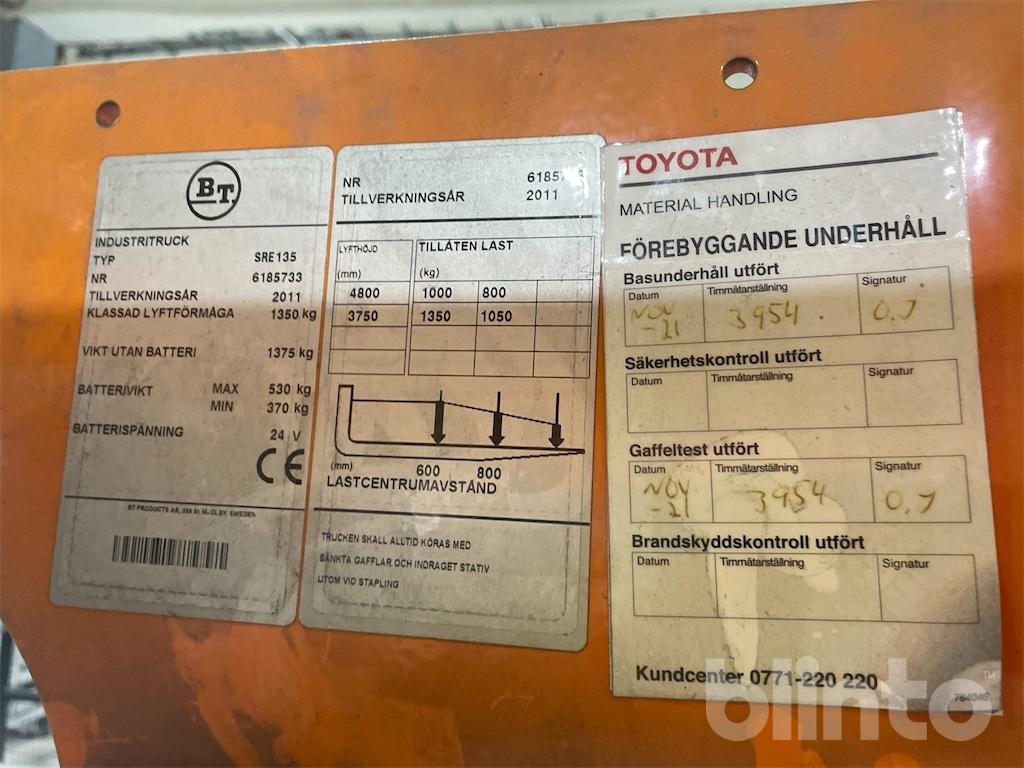 BT
INDUSTRITRUCK
TYP SRE135
NR 6185733
TILLVERKNINGSÅR 2011
KLASSAD LYFTFÖRMÅGA 1350 kg
VIKT UTAN BATTERI 1375 kg
BATTERIVIKT MAX 530 kg
MIN 370 kg
BATTERISPÄNNING 24 V
CE
BT PRODUCTS AB, 595 81 MJÖLBY, SWEDEN
NR
TILLVERKNINGSÅR 2011
LYFTHÖJD TILLÅTEN LAST
(mm) (kg)
4800 1000 800
3750 1350 1050
(mm) 600 800
LASTCENTRUMAVSTÅND
TRUCKEN SKALL ALLTID KÖRAS MED
SÄNKTA GAFFLAR OCH INDRAGET STATIV
UTOM VID STAPLING
TOYOTA
MATERIAL HANDLING
FÖREBYGGANDE UNDERHÅLL
Basunderhåll utfört
Datum Timmätarställning Signatur
NOV -21 3954 O.J
Säkerhetskontroll utfört
Datum Timmätarställning Signatur
Gaffeltest utfört
Datum Timmätarställning Signatur
NOV -21 3954 O.J
Brandskyddskontroll utfört
Datum Timmätarställning Signatur
Kundcenter 0771-220 220
blinto™